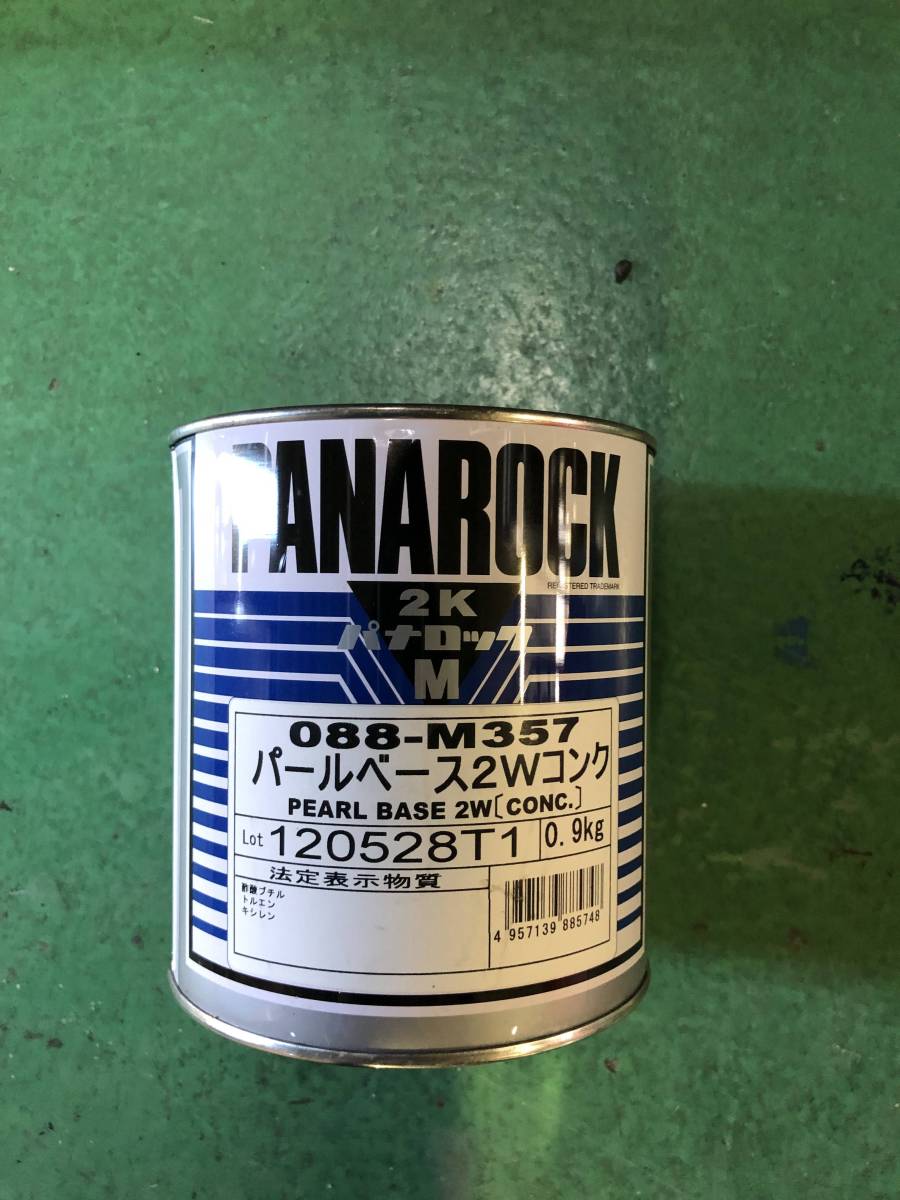 PANAROCK
REGISTERED TRADEMARK
2K
パナロック
M
088-M357
パールベース2Wコンク
PEARL BASE 2W〔CONC.〕
Lot 120528T1 0.9kg
法定表示物質
酢酸ブチル
トルエン
キシレン
4 957139 885748